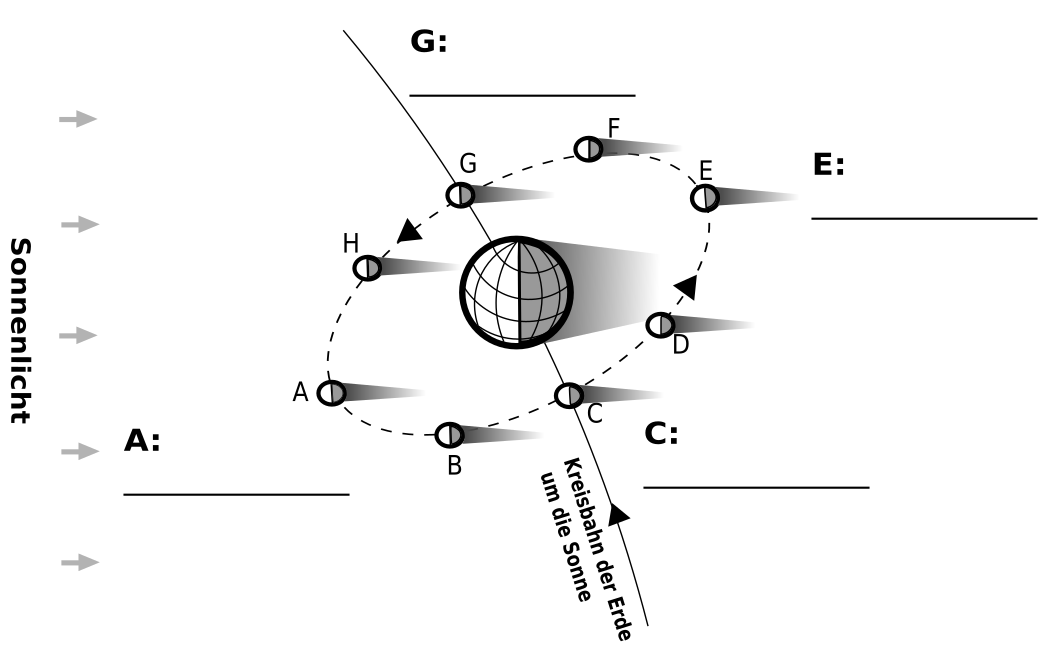 G:
F
G
E
E:
H
Sonnenlicht
D
A
C
A:
C:
B
Kreisbahn der Erde
um die Sonne